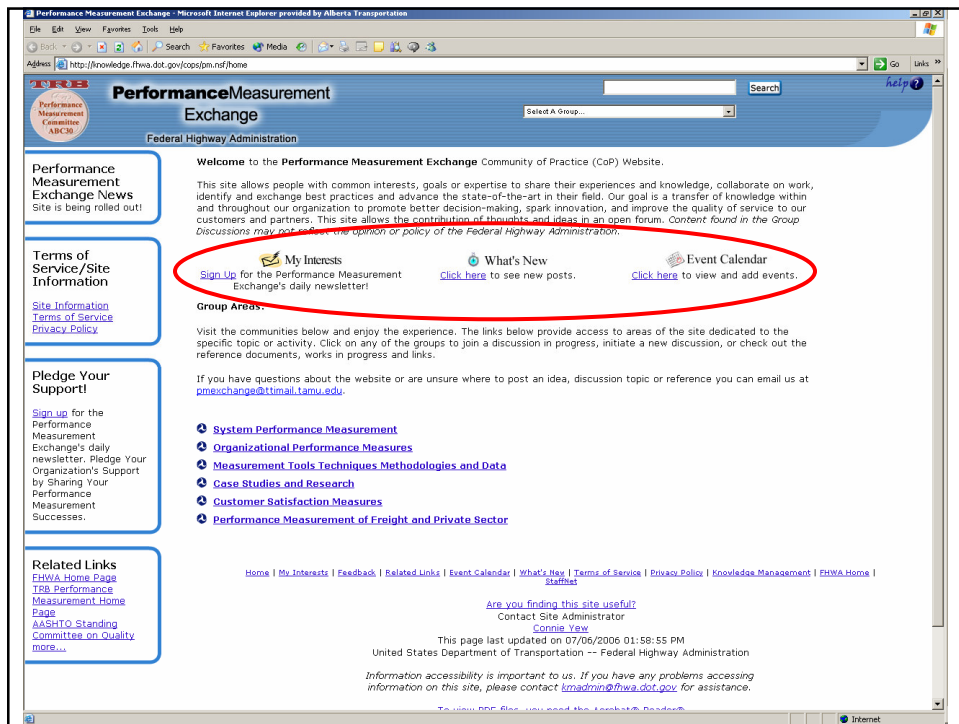 Performance Measurement Exchange - Microsoft Internet Explorer provided by Alberta Transportation
File Edit View Favorites Tools Help
Back Search Favorites Media
Address http://knowledge.fhwa.dot.gov/cops/pm.nsf/home Go Links »
TRB
Performance
Measurement
Committee
ABC30
PerformanceMeasurement
Exchange
Federal Highway Administration
Search
Select A Group...
help ?
Performance
Measurement
Exchange News
Site is being rolled out!
Terms of
Service/Site
Information
Site Information
Terms of Service
Privacy Policy
Pledge Your
Support!
Sign up for the
Performance
Measurement
Exchange's daily
newsletter. Pledge Your
Organization's Support
by Sharing Your
Performance
Measurement
Successes.
Related Links
FHWA Home Page
TRB Performance
Measurement Home
Page
AASHTO Standing
Committee on Quality
more...
Welcome to the Performance Measurement Exchange Community of Practice (CoP) Website.
This site allows people with common interests, goals or expertise to share their experiences and knowledge, collaborate on work,
identify and exchange best practices and advance the state-of-the-art in their field. Our goal is a transfer of knowledge within
and throughout our organization to promote better decision-making, spark innovation, and improve the quality of service to our
customers and partners. This site allows the contribution of thoughts and ideas in an open forum. Content found in the Group
Discussions may not reflect the opinion or policy of the Federal Highway Administration.
My Interests
Sign Up for the Performance Measurement
Exchange's daily newsletter!
What's New
Click here to see new posts.
Event Calendar
Click here to view and add events.
Group Areas:
Visit the communities below and enjoy the experience. The links below provide access to areas of the site dedicated to the
specific topic or activity. Click on any of the groups to join a discussion in progress, initiate a new discussion, or check out the
reference documents, works in progress and links.
If you have questions about the website or are unsure where to post an idea, discussion topic or reference you can email us at
pmexchange@ttimail.tamu.edu.
System Performance Measurement
Organizational Performance Measures
Measurement Tools Techniques Methodologies and Data
Case Studies and Research
Customer Satisfaction Measures
Performance Measurement of Freight and Private Sector
Home | My Interests | Feedback | Related Links | Event Calendar | What's New | Terms of Service | Privacy Policy | Knowledge Management | FHWA Home |
StaffNet
Are you finding this site useful?
Contact Site Administrator
Connie Yew
This page last updated on 07/06/2006 01:58:55 PM
United States Department of Transportation -- Federal Highway Administration
Information accessibility is important to us. If you have any problems accessing
information on this site, please contact kmadmin@fhwa.dot.gov for assistance.
To view PDF files, you need the Acrobat® Reader®
Internet